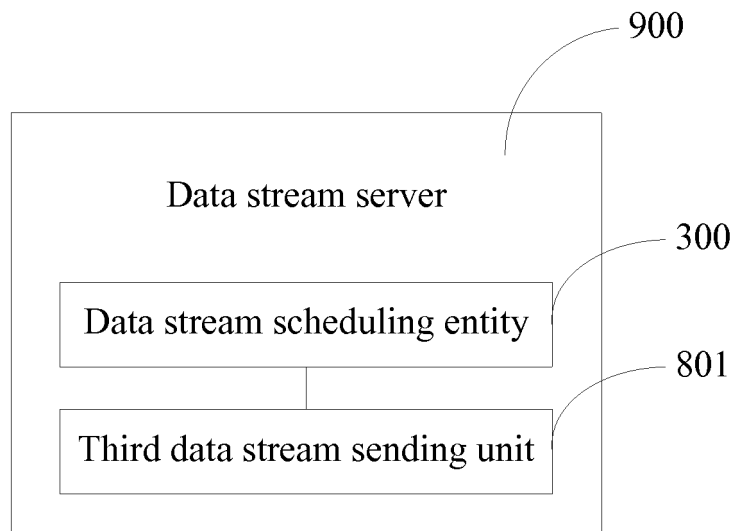 900
Data stream server
300
Data stream scheduling entity
801
Third data stream sending unit